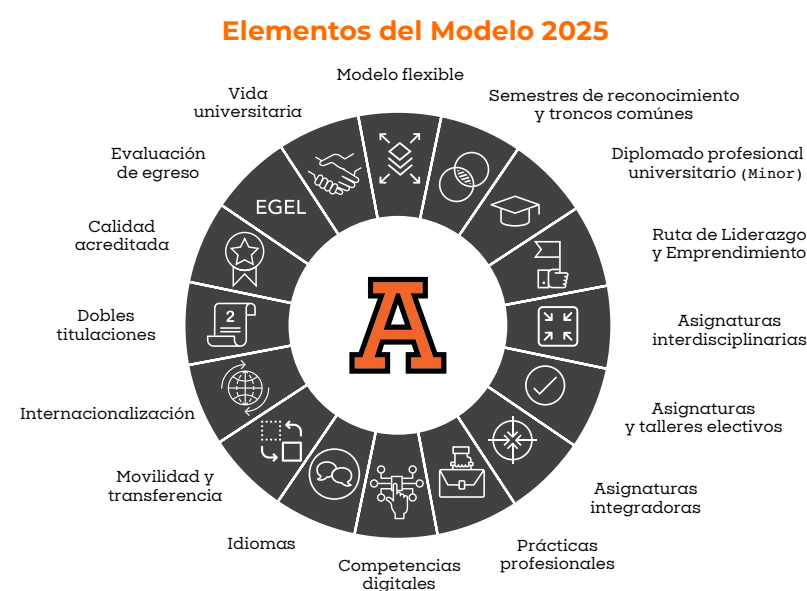 Elementos del Modelo 2025
Modelo flexible
Semestres de reconocimiento
y troncos comúnes
Diplomado profesional
universitario (Minor)
Ruta de Liderazgo
y Emprendimiento
Asignaturas
interdisciplinarias
Asignaturas
y talleres electivos
Asignaturas
integradoras
Prácticas
profesionales
Competencias
digitales
Idiomas
Movilidad y
transferencia
Internacionalización
Dobles
titulaciones
Calidad
acreditada
Evaluación
de egreso
Vida
universitaria
EGEL
2
A